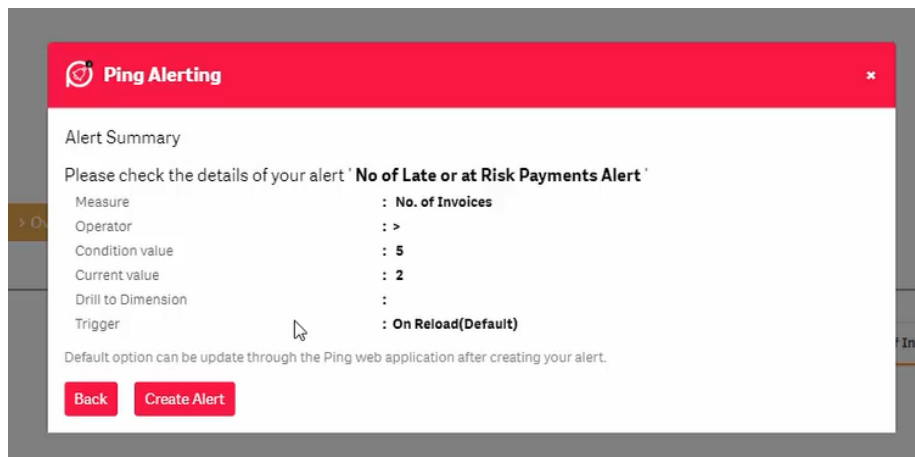 Ping Alerting ×
Alert Summary
Please check the details of your alert ' No of Late or at Risk Payments Alert '
Measure : No. of Invoices
> Ov
Operator : >
Condition value : 5
Current value : 2
Drill to Dimension :
Trigger : On Reload(Default)
f In
Default option can be update through the Ping web application after creating your alert.
Back Create Alert